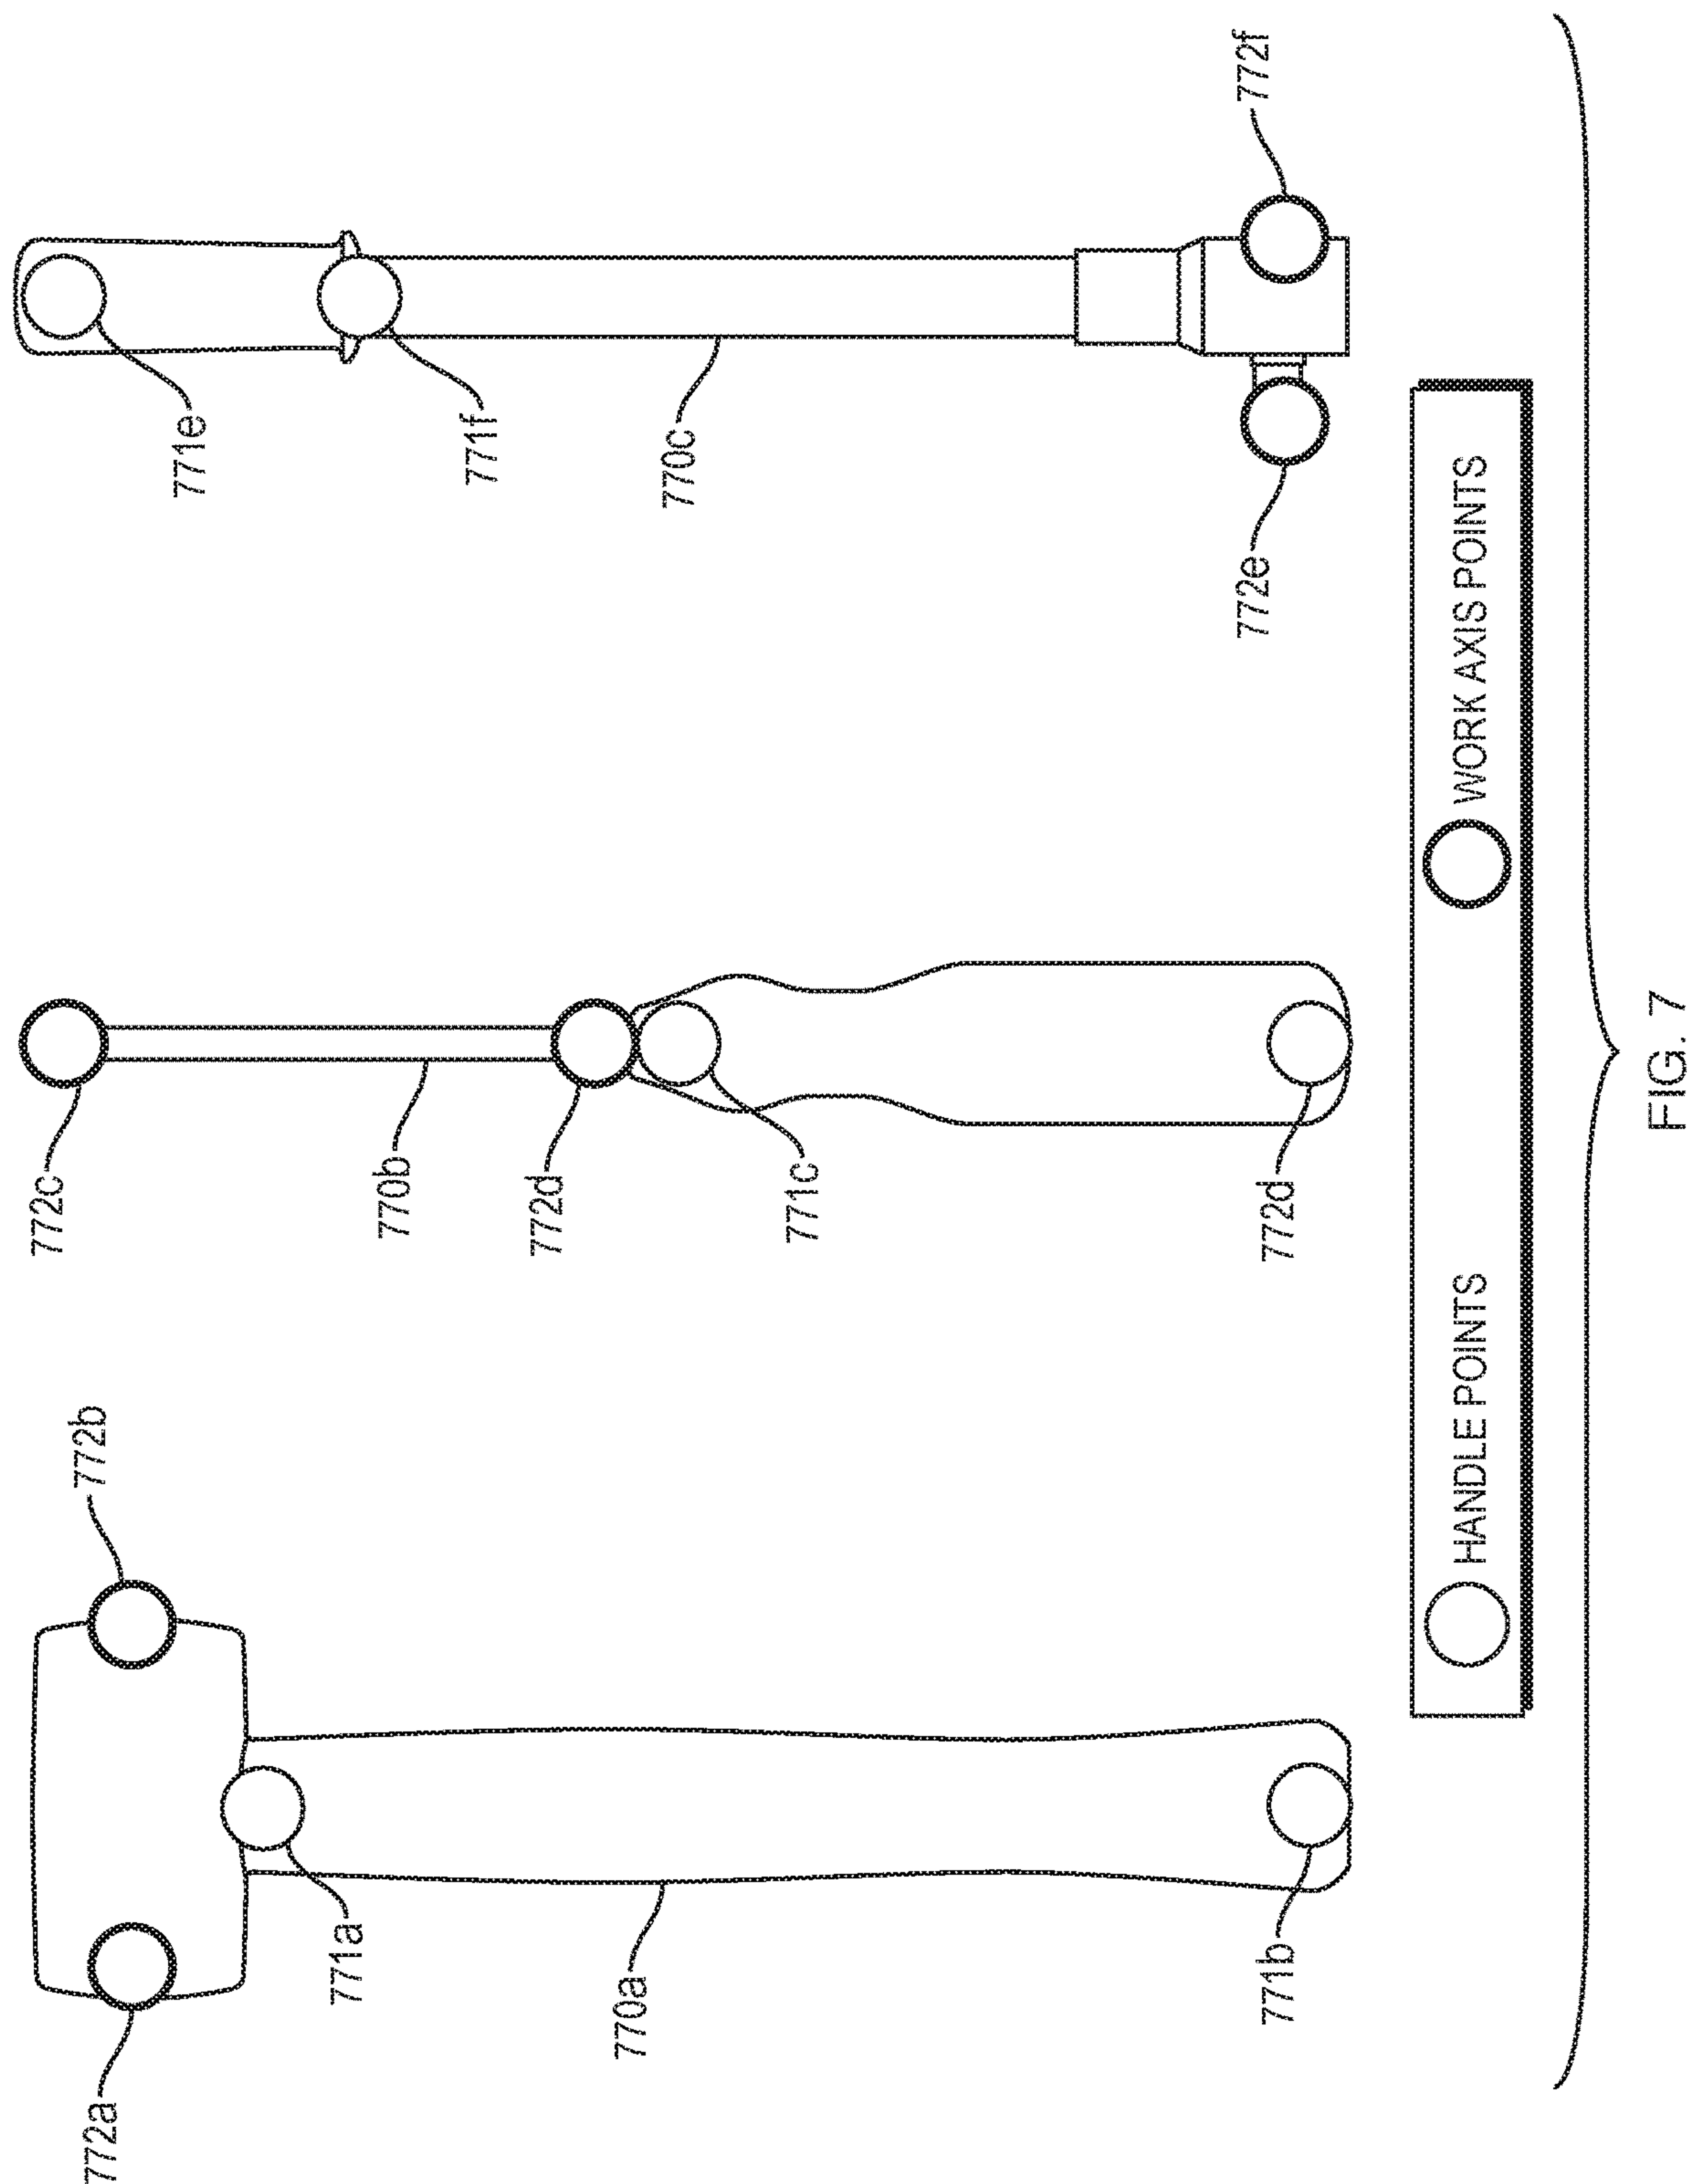 772a
772b
771a
770a
771b
772c
770b
772d
771c
772d
771e
771f
770c
772e
772f
HANDLE POINTS
WORK AXIS POINTS
FIG. 7